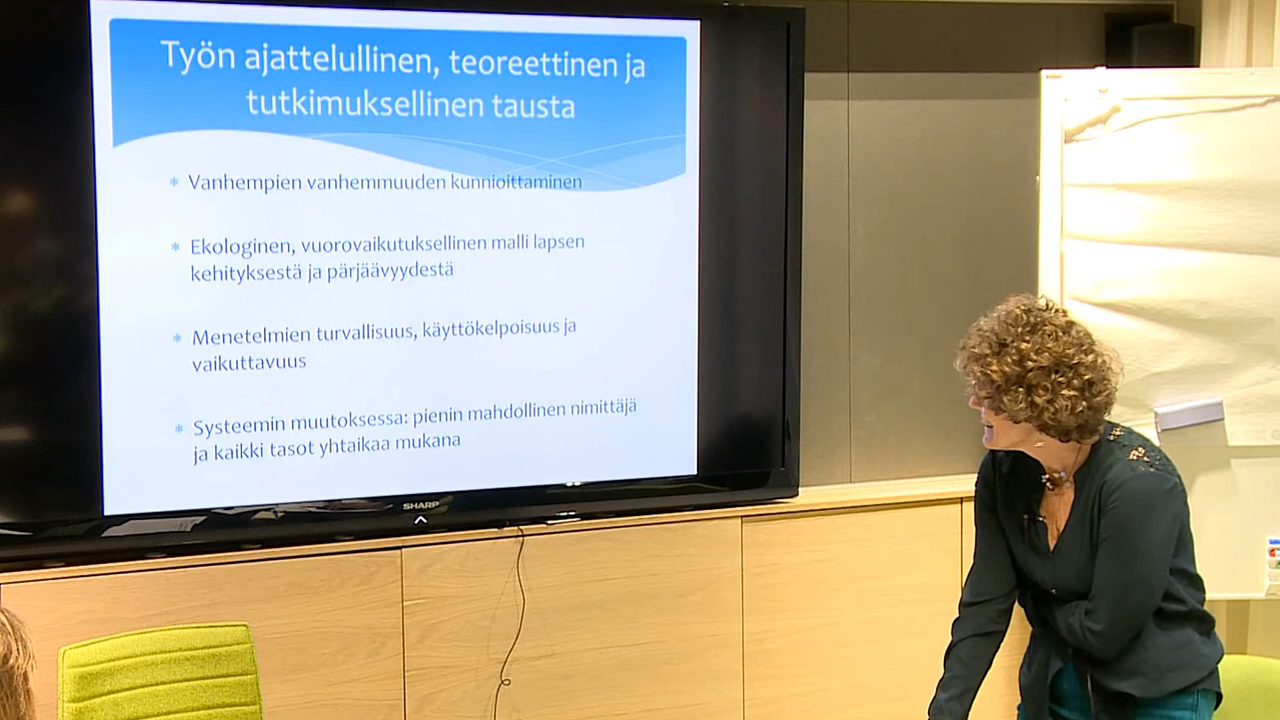 Työn ajattelullinen, teoreettinen ja
tutkimuksellinen tausta
* Vanhempien vanhemmuuden kunnioittaminen
* Ekologinen, vuorovaikutuksellinen malli lapsen
kehityksestä ja pärjäävyydestä
* Menetelmien turvallisuus, käyttökelpoisuus ja
vaikuttavuus
* Systeemin muutoksessa: pienin mahdollinen nimittäjä
ja kaikki tasot yhtaikaa mukana
SHARP